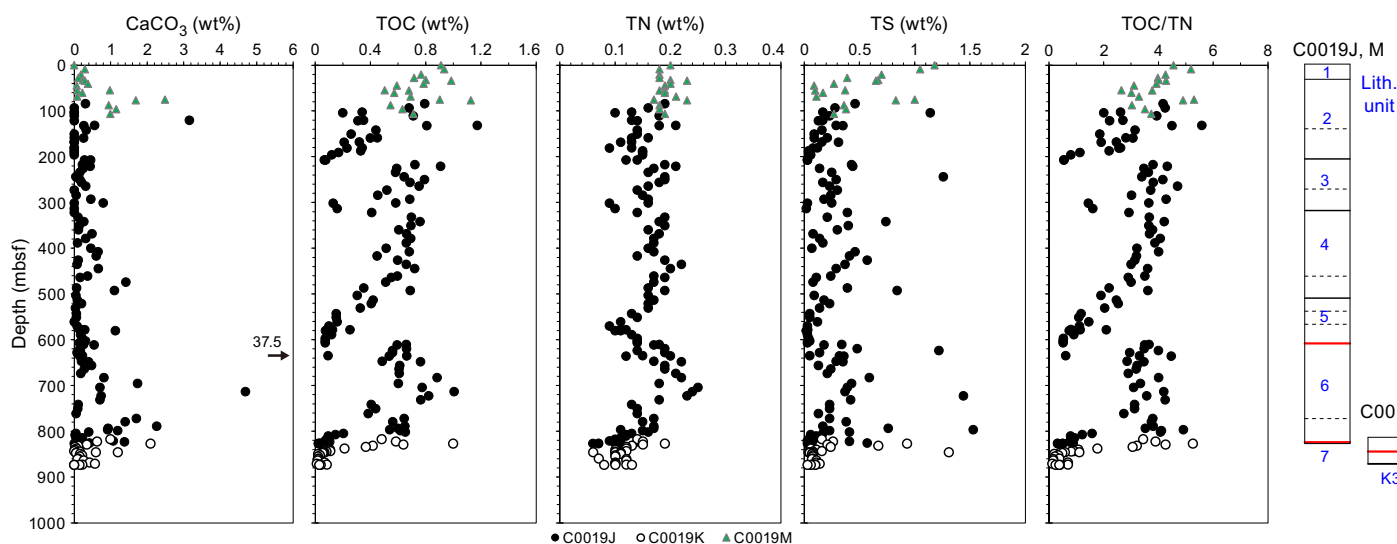 CaCO3 (wt%) TOC (wt%) TN (wt%) TS (wt%) TOC/TN
0 1 2 3 4 5 6 0 0.4 0.8 1.2 1.6 0 0.1 0.2 0.3 0.4 0 0.5 1 1.5 2 0 2 4 6 8
C0019J, M
Lith.
unit
Depth (mbsf)
0
100
200
300
400
500
600
700
800
900
1000
37.5
1
2
3
4
5
6
7
C00
K3
C0019J C0019K C0019M